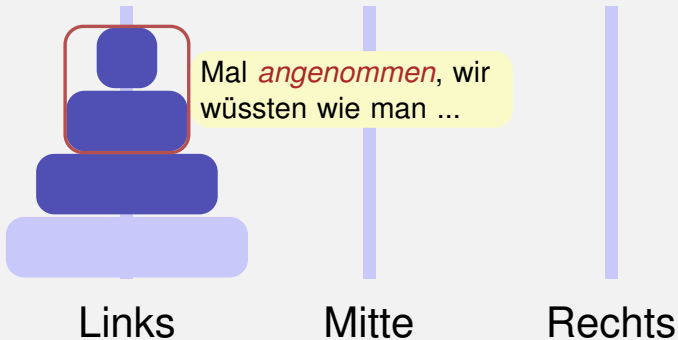 Mal angenommen, wir
wüssten wie man ...
Links Mitte Rechts